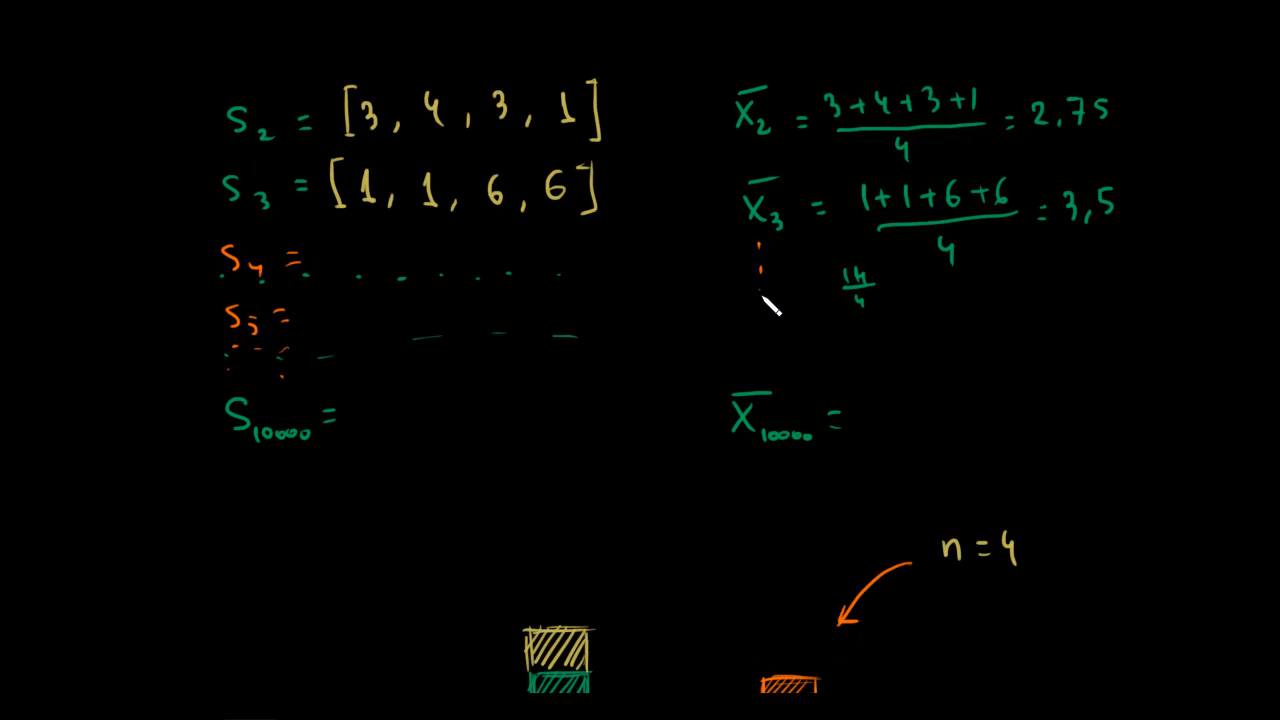 S₂ = [3, 4, 3, 1]
X̅₂ = (3+4+3+1)/4 = 2.75
S₃ = [1, 1, 6, 6]
X̅₃ = (1+1+6+6)/4 = 3,5
S₄ =
14/4
S₅ =
S₁₀₀₀₀ =
X̅₁₀₀₀₀ =
n = 4